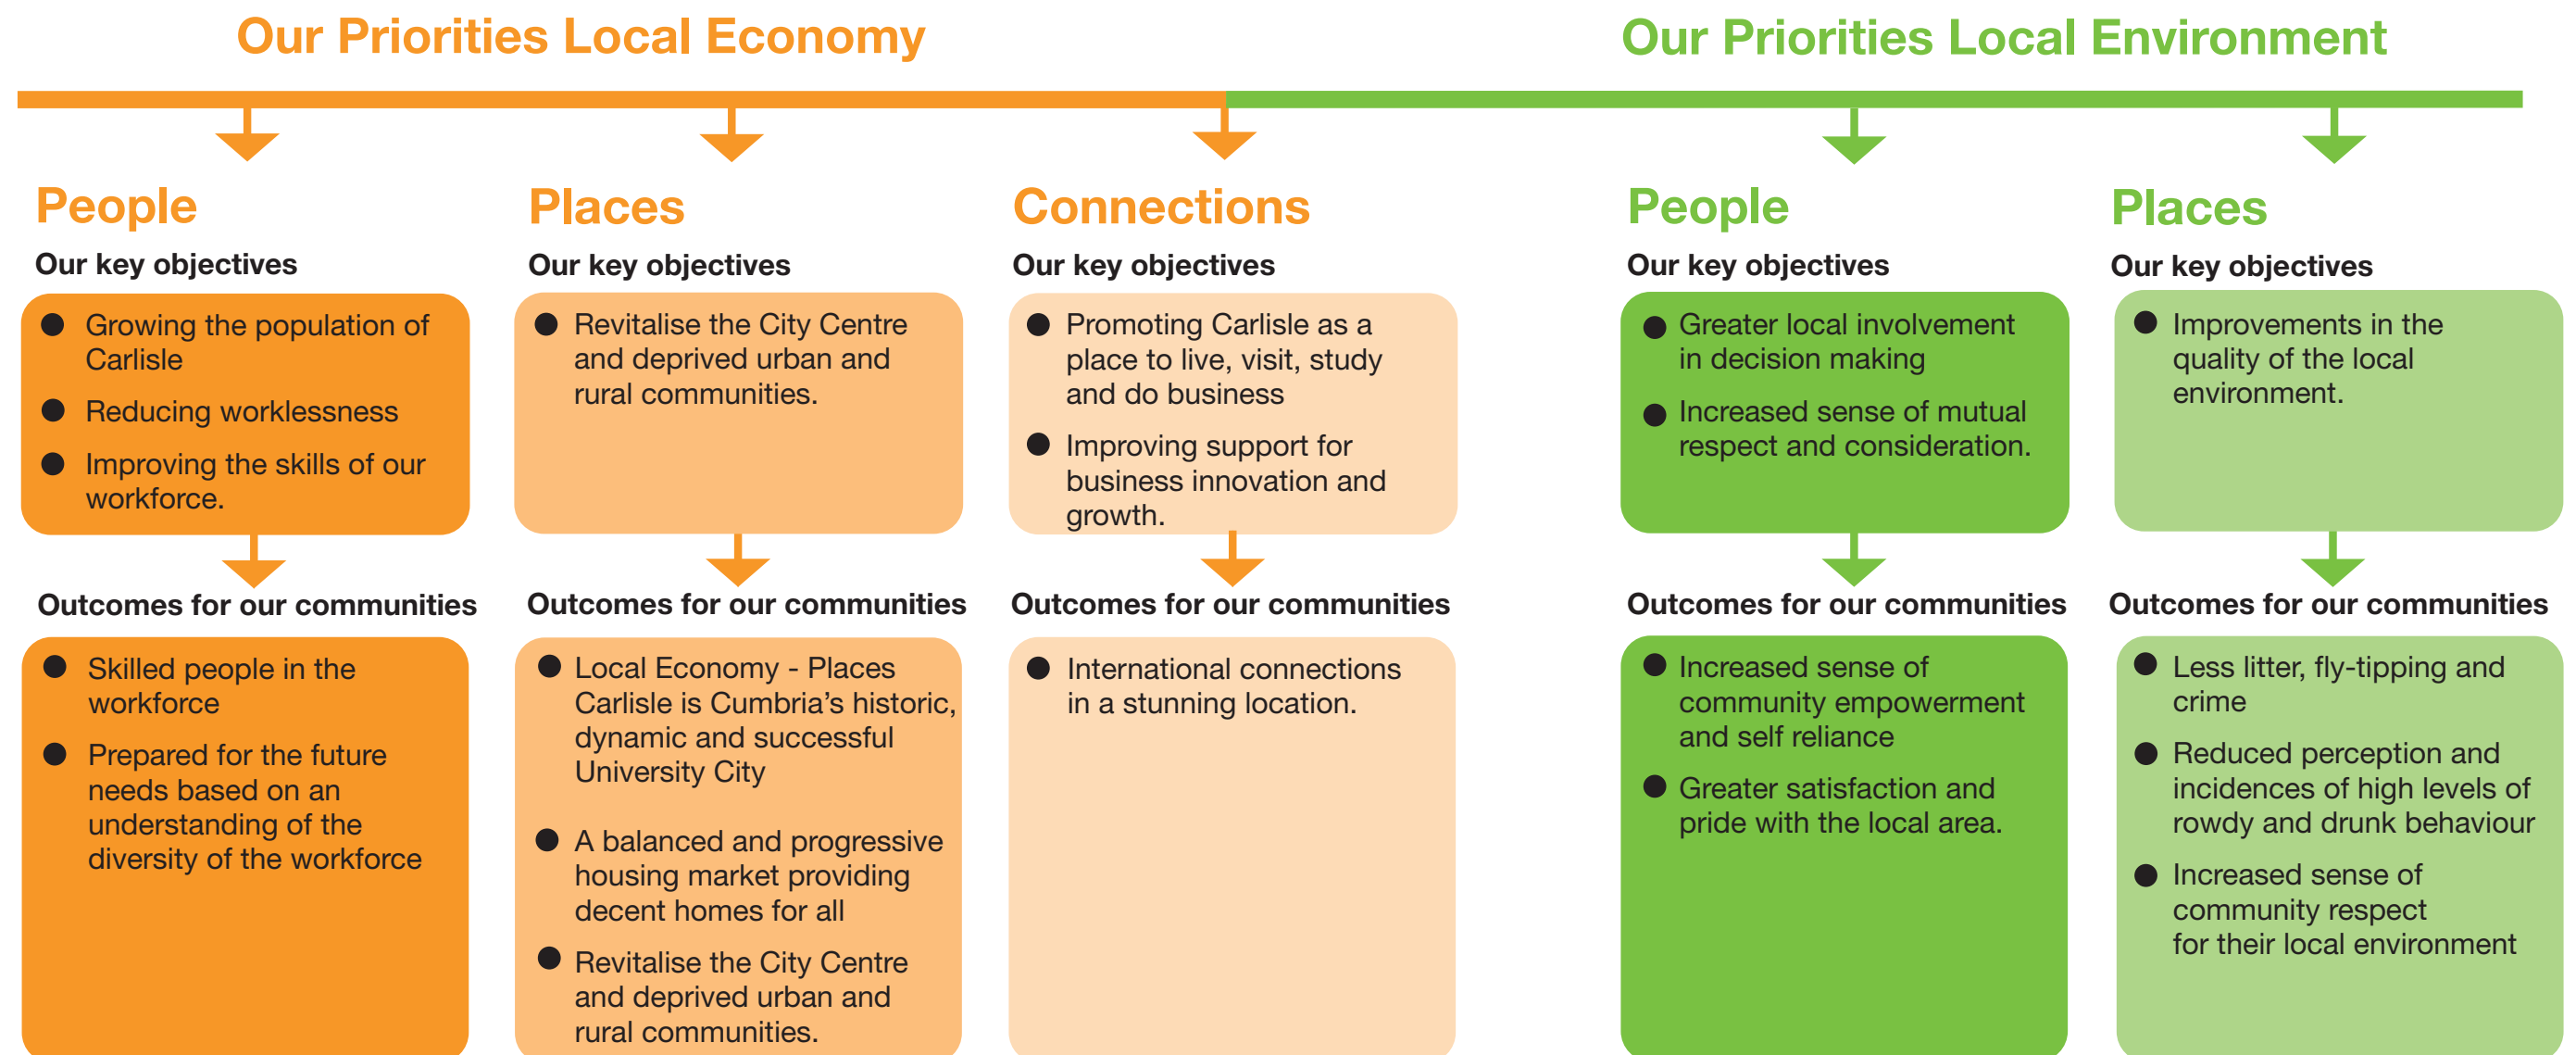 Our Priorities Local Economy
Our Priorities Local Environment
People
Our key objectives
Growing the population of
Carlisle
Reducing worklessness
Improving the skills of our
workforce.
Outcomes for our communities
Skilled people in the
workforce
Prepared for the future
needs based on an
understanding of the
diversity of the workforce
Places
Our key objectives
Revitalise the City Centre
and deprived urban and
rural communities.
Outcomes for our communities
Local Economy - Places
Carlisle is Cumbria’s historic,
dynamic and successful
University City
A balanced and progressive
housing market providing
decent homes for all
Revitalise the City Centre
and deprived urban and
rural communities.
Connections
Our key objectives
Promoting Carlisle as a
place to live, visit, study
and do business
Improving support for
business innovation and
growth.
Outcomes for our communities
International connections
in a stunning location.
People
Our key objectives
Greater local involvement
in decision making
Increased sense of mutual
respect and consideration.
Outcomes for our communities
Increased sense of
community empowerment
and self reliance
Greater satisfaction and
pride with the local area.
Places
Our key objectives
Improvements in the
quality of the local
environment.
Outcomes for our communities
Less litter, fly-tipping and
crime
Reduced perception and
incidences of high levels of
rowdy and drunk behaviour
Increased sense of
community respect
for their local environment